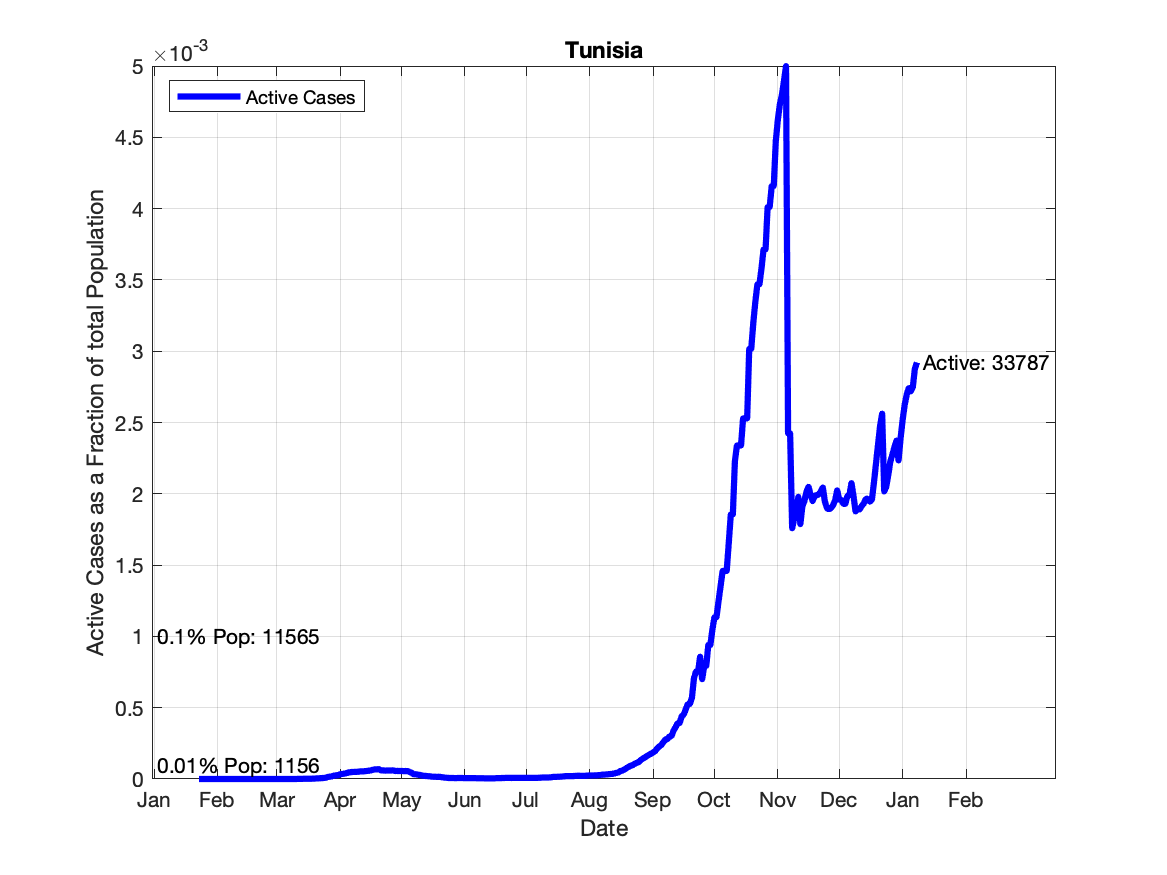 Tunisia
×10-3
Active Cases
5
4.5
4
3.5
3
2.5
2
1.5
1
0.5
0
Active Cases as a Fraction of total Population
Active: 33787
0.1% Pop: 11565
0.01% Pop: 1156
Jan Feb Mar Apr May Jun Jul Aug Sep Oct Nov Dec Jan Feb
Date